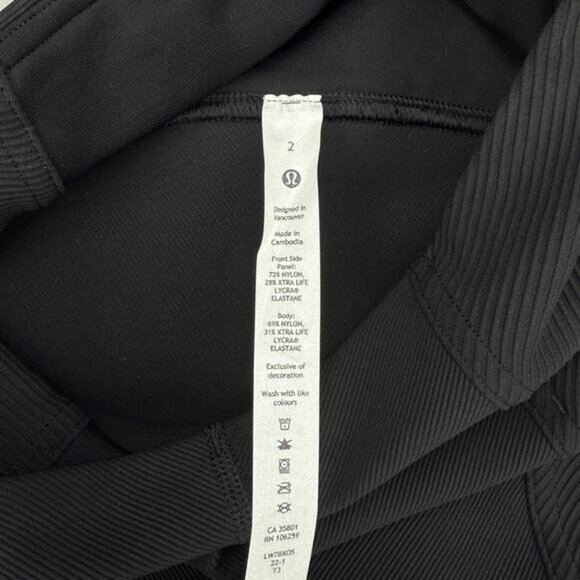 2
Designed in
Vancouver
Made in
Cambodia
Front Side
Panel:
72% NYLON,
28% XTRA LIFE
LYCRA®
ELASTANE
Body:
69% NYLON,
31% XTRA LIFE
LYCRA®
ELASTANE
Exclusive of
decoration
Wash with like
colours
CA 35801
RN 106259
LW7BXOS
22-1
T3